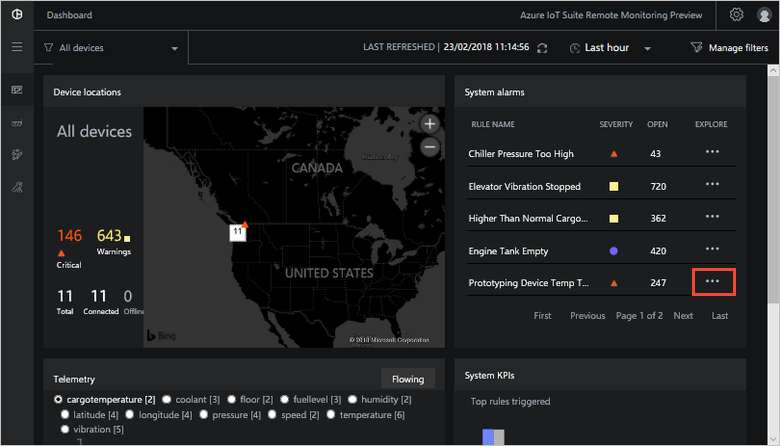 Dashboard
Azure IoT Suite Remote Monitoring Preview
All devices
LAST REFRESHED | 23/02/2018 11:14:56
Last hour
Manage filters
Device locations
All devices
146
643
Critical
Warnings
11
11
0
Total
Connected
Offline
Hudson Bay
CANADA
11
UNITED STATES
Bing
© 2018 Microsoft Corporation
System alarms
RULE NAME SEVERITY OPEN EXPLORE
Chiller Pressure Too High 43 •••
Elevator Vibration Stopped 720 •••
Higher Than Normal Cargo... 362 •••
Engine Tank Empty 420 •••
Prototyping Device Temp T... 247 •••
First Previous Page 1 of 2 Next Last
Telemetry
Flowing
cargotemperature [2] coolant [3] floor [2] fuellevel [3] humidity [2]
latitude [4] longitude [4] pressure [4] speed [2] temperature [6]
vibration [5]
System KPIs
Top rules triggered